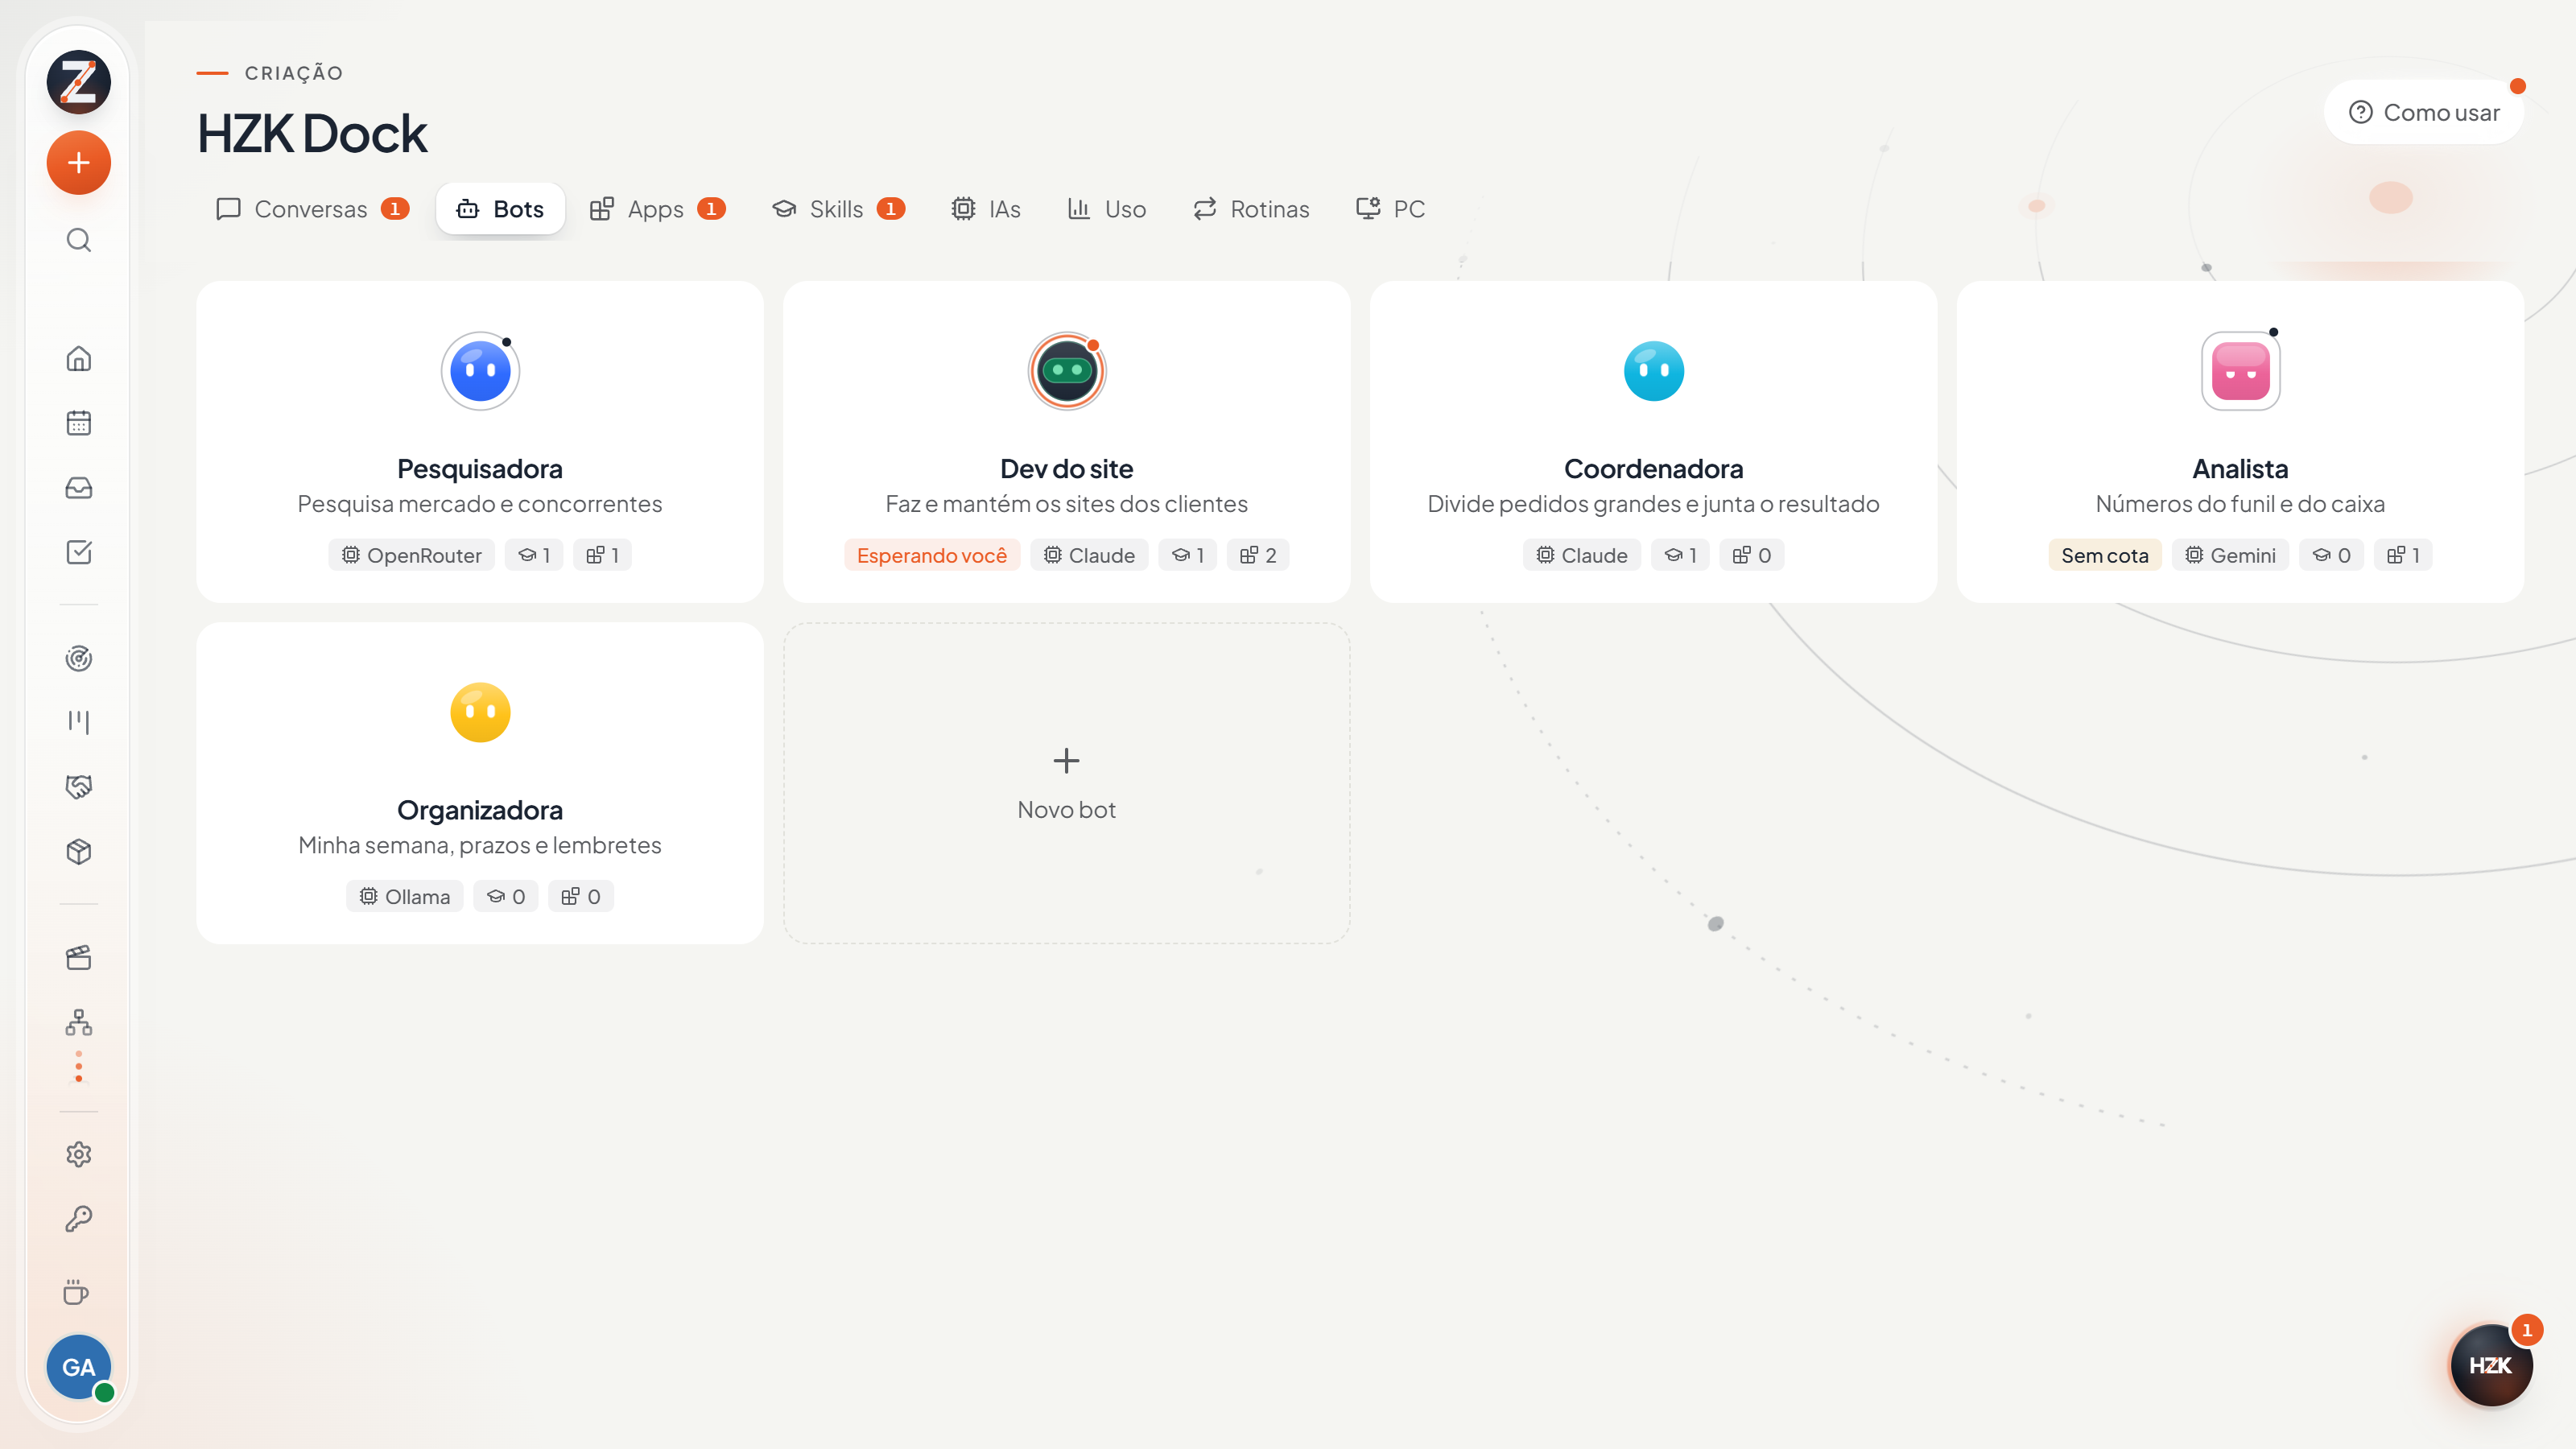 CRIAÇÃO
HZK Dock
Como usar
Conversas 1 Bots Apps 1 Skills 1 IAs Uso Rotinas PC
Pesquisadora
Pesquisa mercado e concorrentes
OpenRouter 1 1
Dev do site
Faz e mantém os sites dos clientes
Esperando você Claude 1 2
Coordenadora
Divide pedidos grandes e junta o resultado
Claude 1 0
Analista
Números do funil e do caixa
Sem cota Gemini 0 1
Organizadora
Minha semana, prazos e lembretes
Ollama 0 0
Novo bot
GA
HZK 1